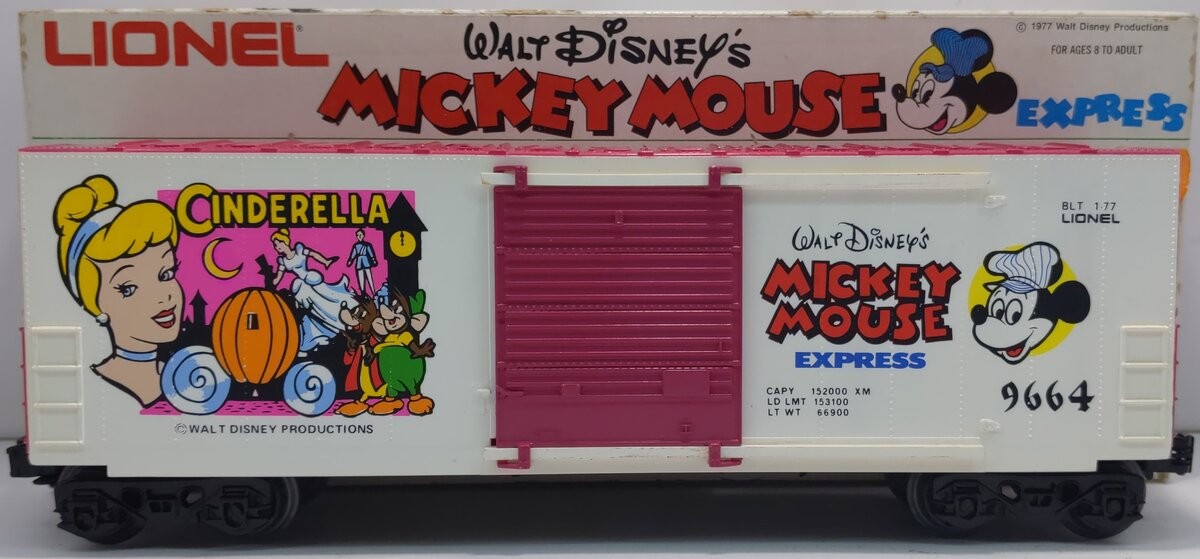 LIONEL®
WALT DISNEY'S
MICKEY MOUSE
EXPRESS
© 1977 Walt Disney Productions
FOR AGES 8 TO ADULT
CINDERELLA
©WALT DISNEY PRODUCTIONS
BLT 1-77
LIONEL
WALT DISNEY'S
MICKEY
MOUSE
EXPRESS
CAPY 152000 XM
LD LMT 153100
LT WT 66900
9664